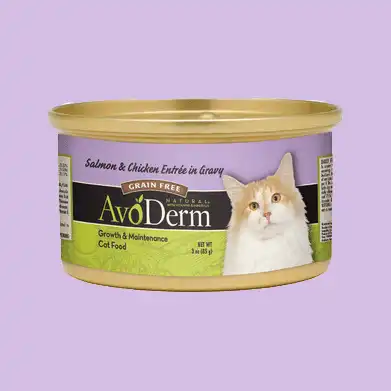 Salmon & Chicken Entrée in Gravy
GRAIN FREE
NATURAL
AvoDerm
Growth & Maintenance
Cat Food
NET WT
3 oz (85 g)